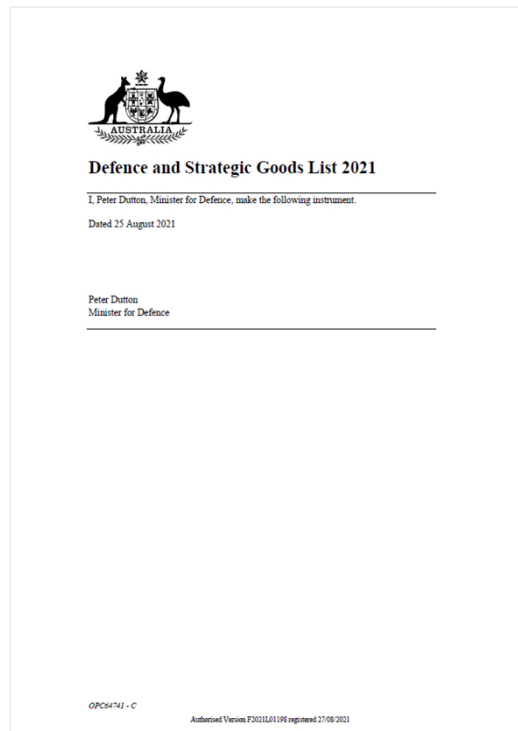 AUSTRALIA
Defence and Strategic Goods List 2021
I, Peter Dutton, Minister for Defence, make the following instrument.
Dated 25 August 2021
Peter Dutton
Minister for Defence
OPC64741 - C
Authorised Version F2021L01198 registered 27/08/2021